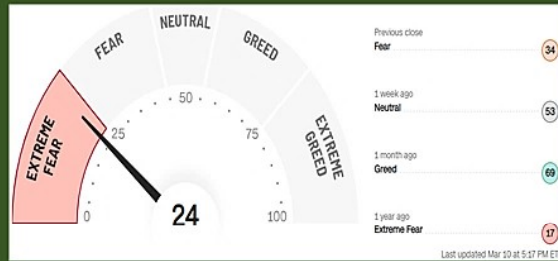 NEUTRAL
FEAR
GREED
EXTREME
FEAR
EXTREME
GREED
0
25
50
75
100
24
Previous close
Fear
34
1 week ago
Neutral
53
1 month ago
Greed
69
1 year ago
Extreme Fear
17
Last updated Mar 10 at 5:17 PM ET